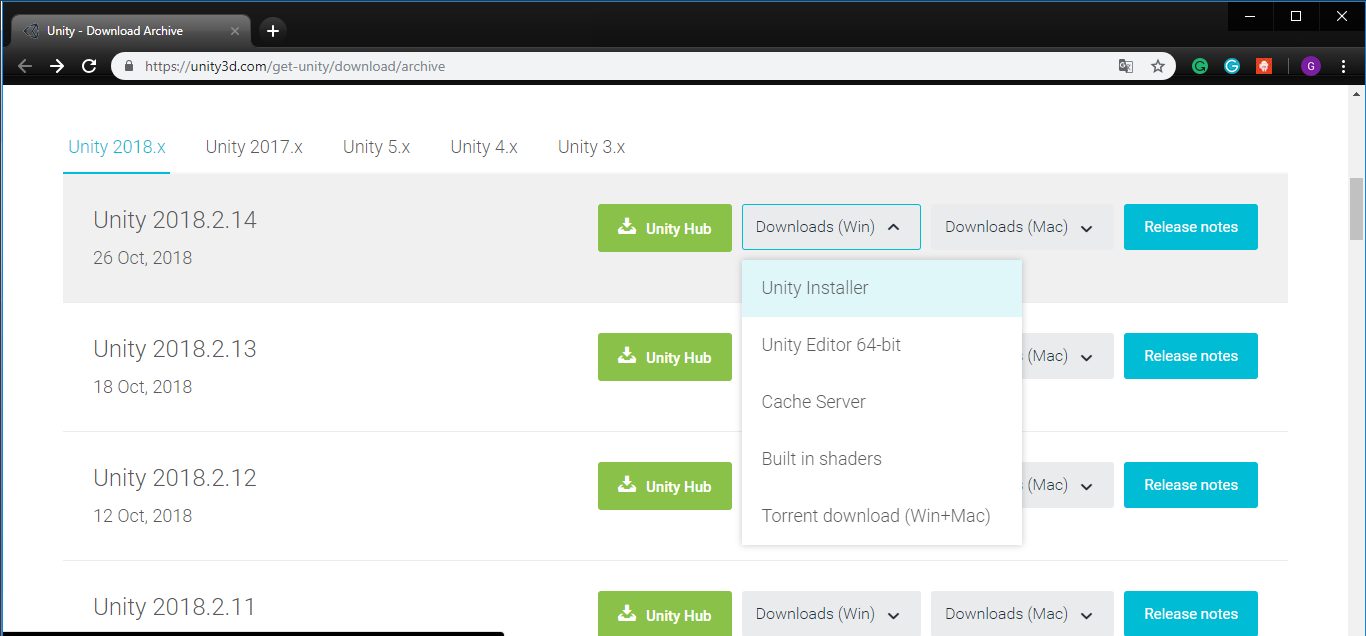 Unity - Download Archive
https://unity3d.com/get-unity/download/archive
G
Unity 2018.x Unity 2017.x Unity 5.x Unity 4.x Unity 3.x
Unity 2018.2.14
26 Oct, 2018
Unity Hub Downloads (Win) Downloads (Mac) Release notes
Unity Installer
Unity Editor 64-bit
Cache Server
Built in shaders
Torrent download (Win+Mac)
Unity 2018.2.13
18 Oct, 2018
Unity Hub (Mac) Release notes
Unity 2018.2.12
12 Oct, 2018
Unity Hub (Mac) Release notes
Unity 2018.2.11
Unity Hub Downloads (Win) Downloads (Mac) Release notes